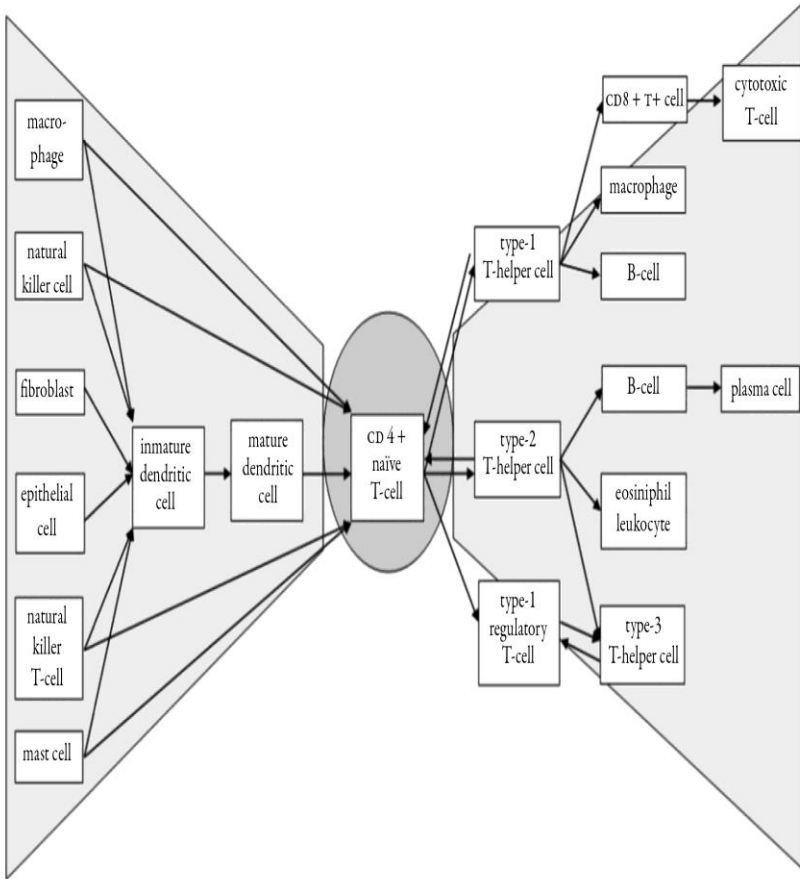 macro-
phage
natural
killer cell
fibroblast
epithelial
cell
natural
killer
T-cell
mast cell
inmature
dendritic
cell
mature
dendritic
cell
CD 4 +
naïve
T-cell
type-1
T-helper cell
type-2
T-helper cell
type-1
regulatory
T-cell
CD8 + T+ cell
macrophage
B-cell
B-cell
eosiniphil
leukocyte
type-3
T-helper cell
cytotoxic
T-cell
plasma cell